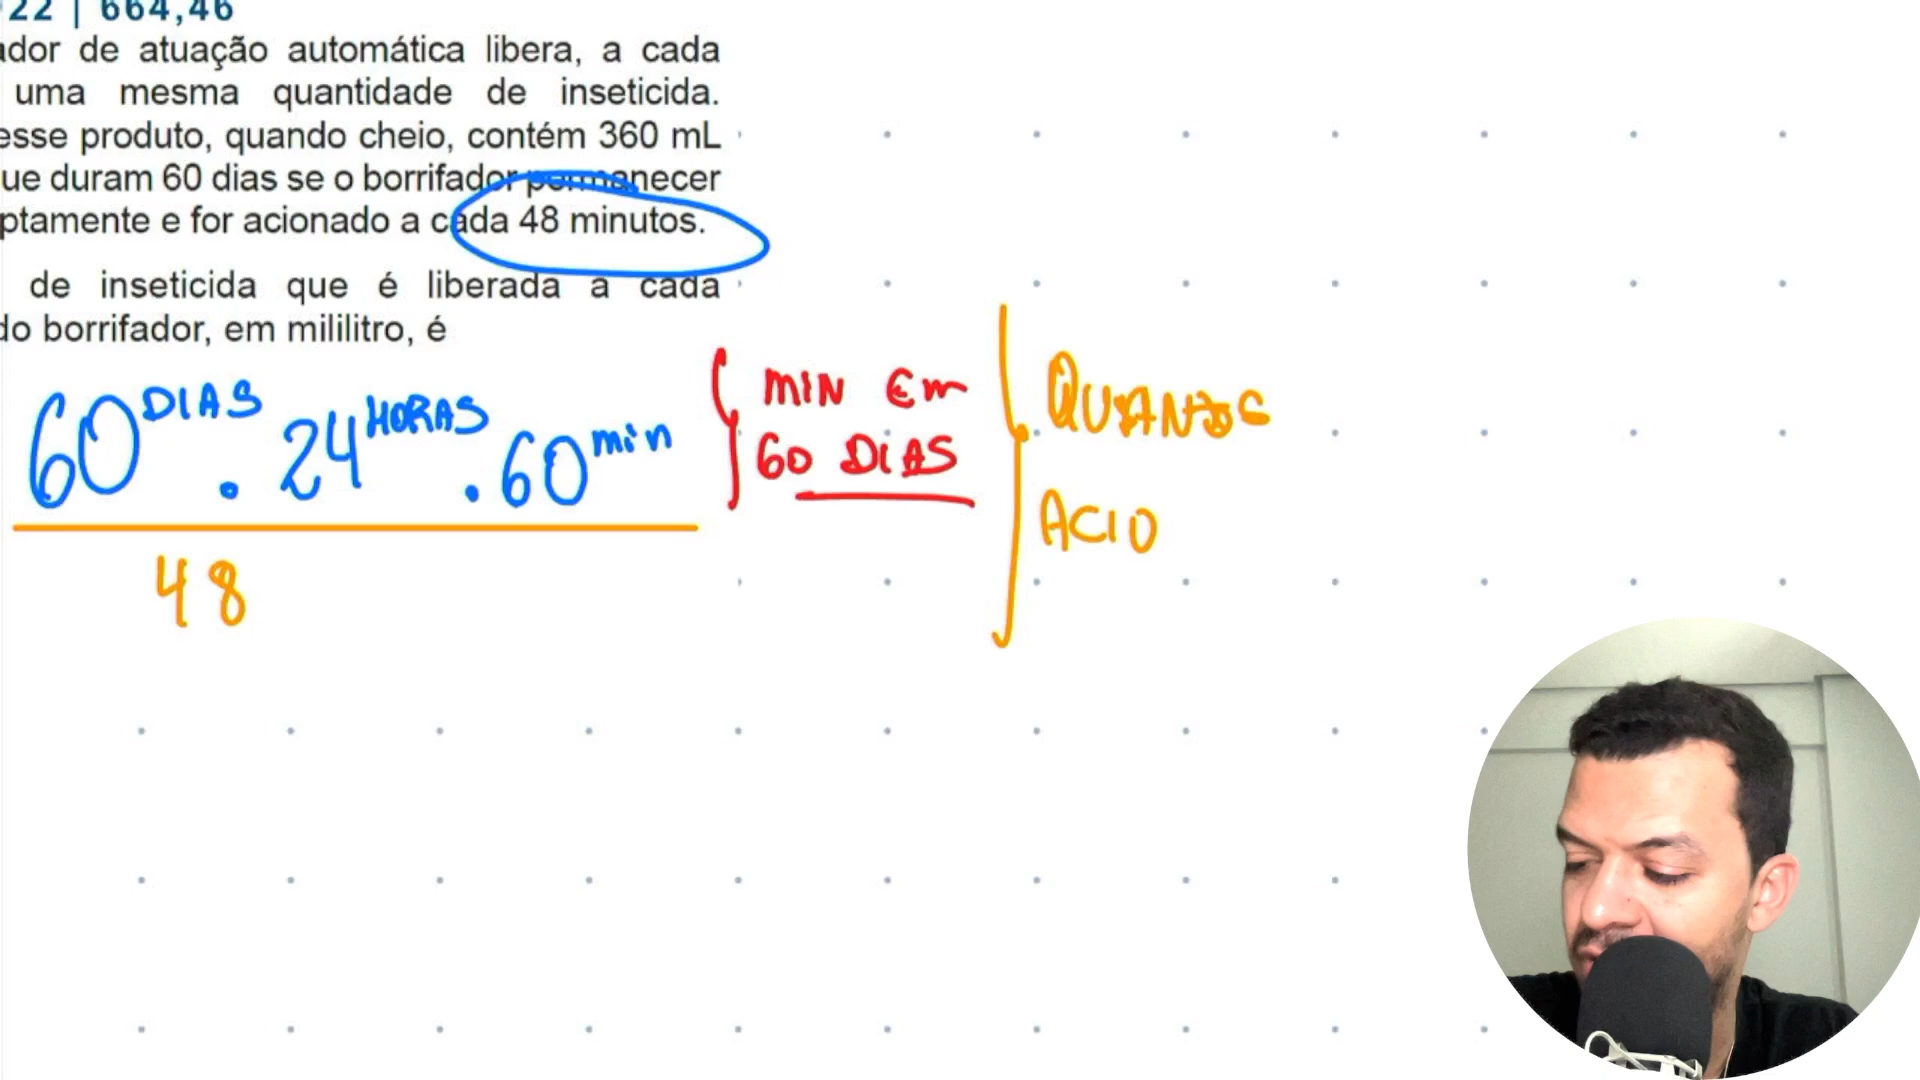 22 | 664,46
dor de atuação automática libera, a cada
uma mesma quantidade de inseticida.
esse produto, quando cheio, contém 360 mL
ue duram 60 dias se o borrifador permanecer
ptamente e for acionado a cada 48 minutos.
de inseticida que é liberada a cada
do borrifador, em mililitro, é
60 DIAS . 24 HORAS . 60 min
48
MIN Em
60 DIAS
ACIO